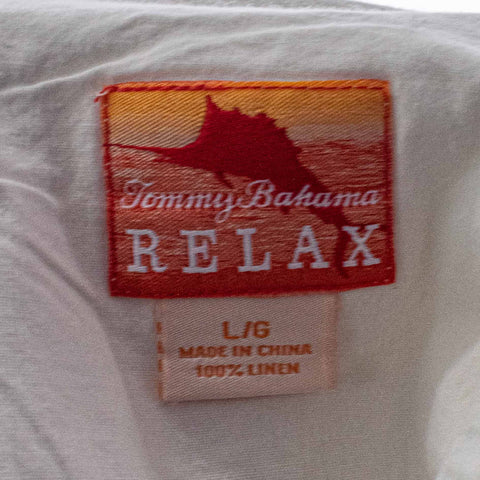 Tommy Bahama
RELAX
L/G
MADE IN CHINA
100% LINEN